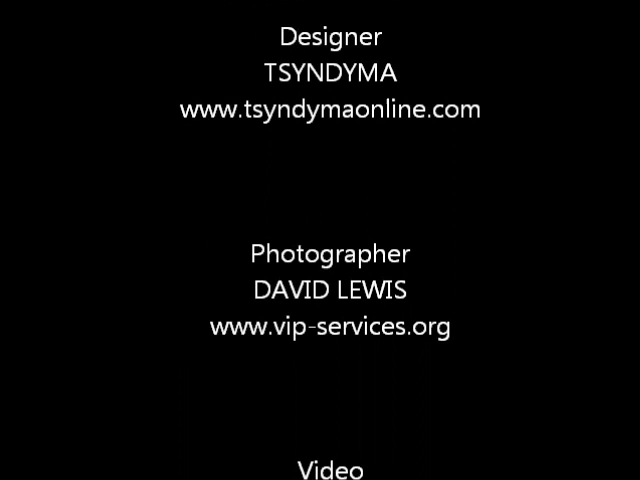 Designer
TSYNDYMA
www.tsyndymaonline.com
Photographer
DAVID LEWIS
www.vip-services.org
Video